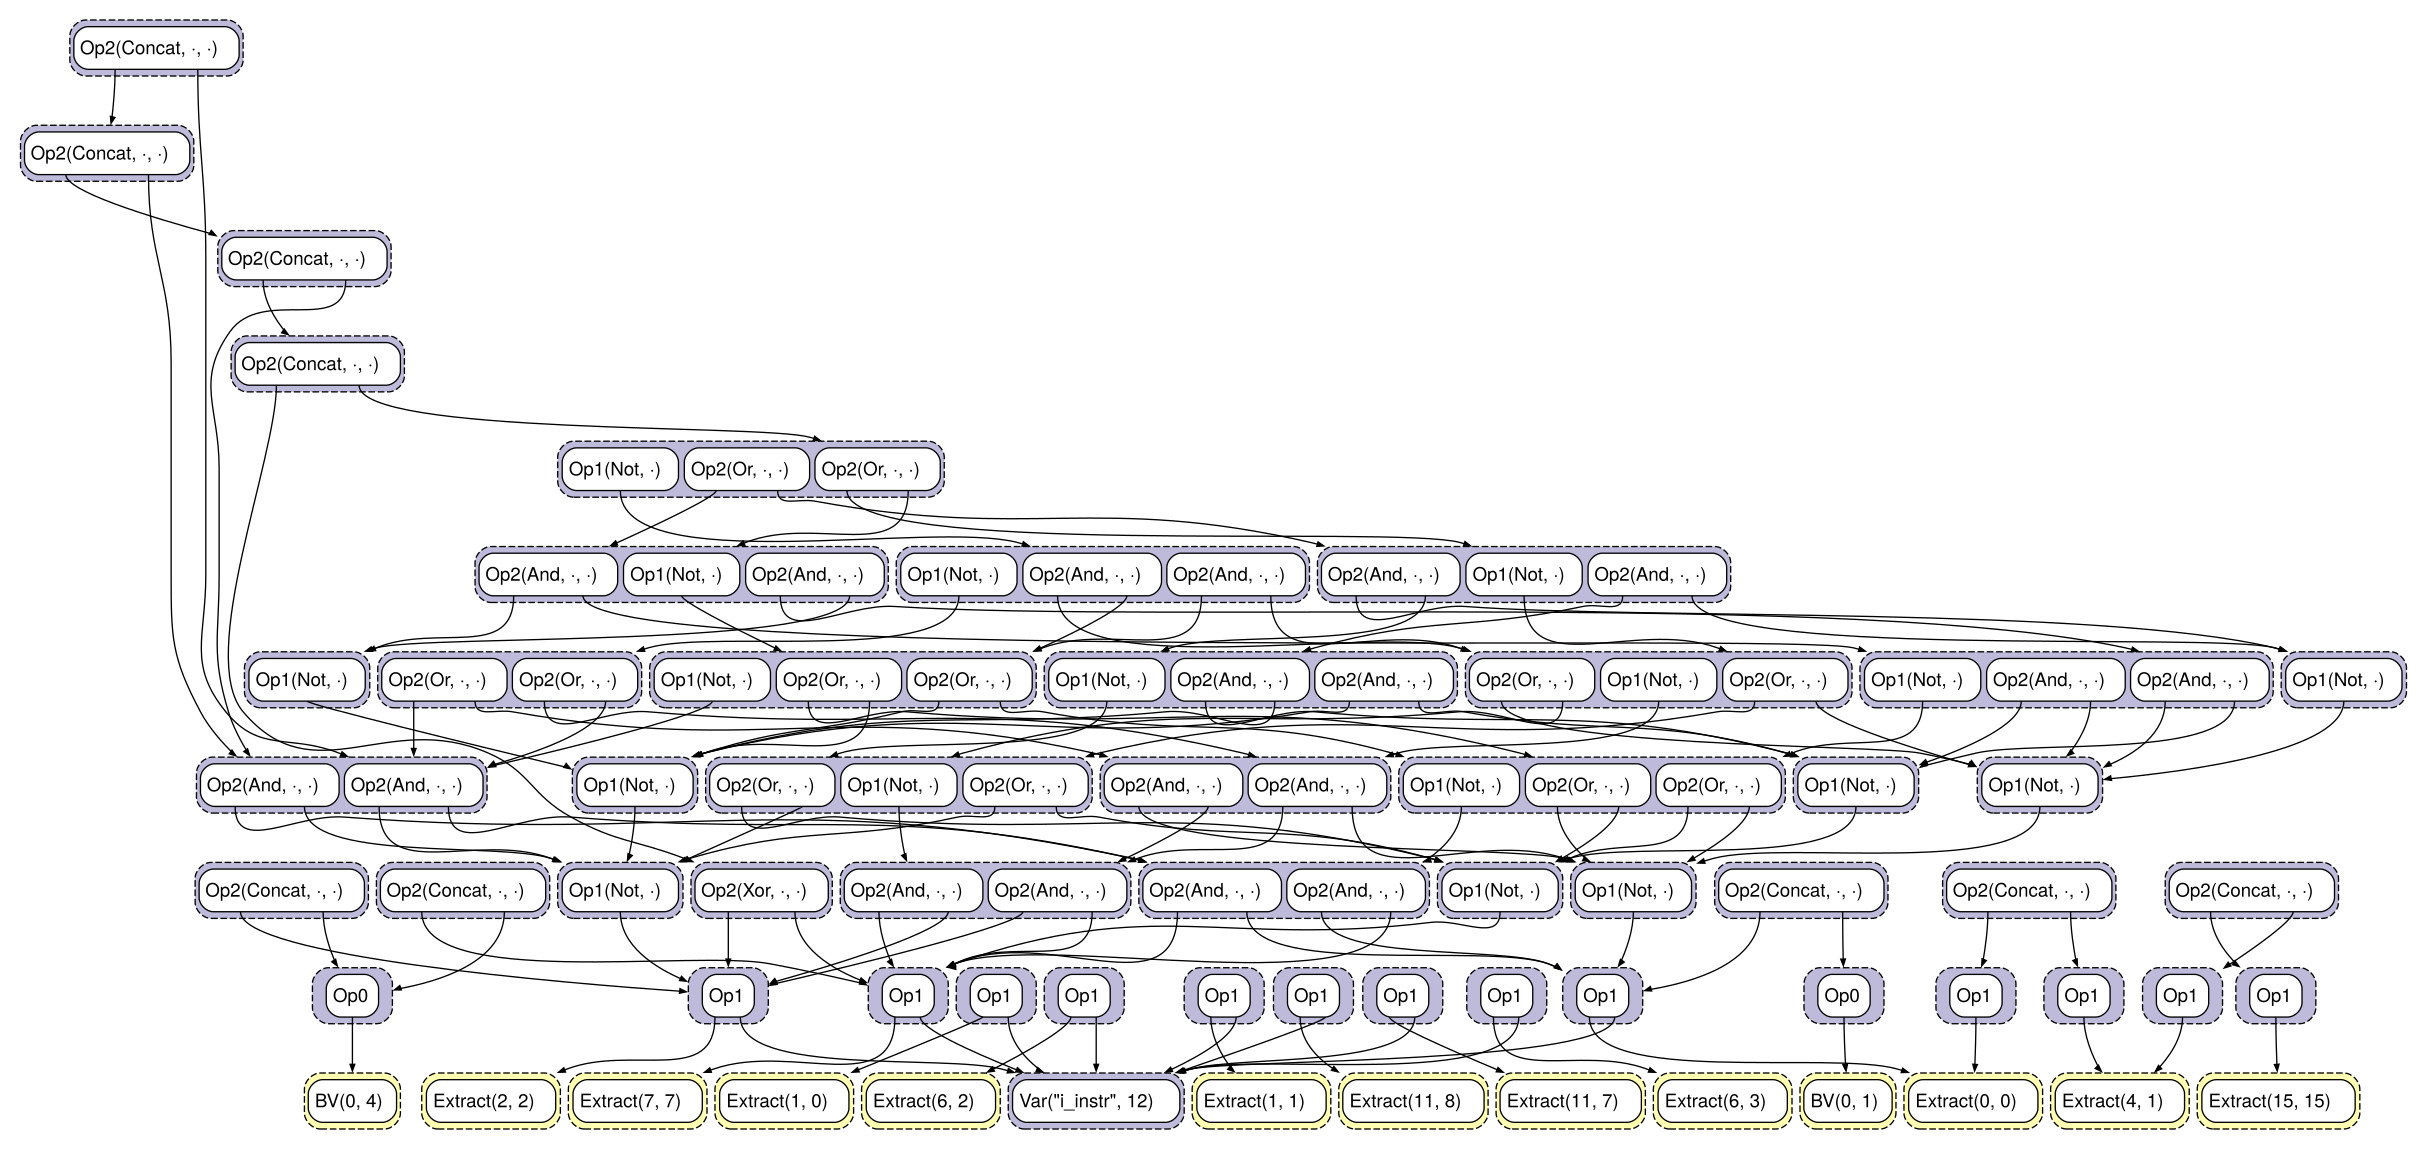 Op2(Concat, ·, ·)
Op2(Concat, ·, ·)
Op2(Concat, ·, ·)
Op2(Concat, ·, ·)
Op1(Not, ·) Op2(Or, ·, ·) Op2(Or, ·, ·)
Op2(And, ·, ·) Op1(Not, ·) Op2(And, ·, ·) Op1(Not, ·) Op2(And, ·, ·) Op2(And, ·, ·) Op2(And, ·, ·) Op1(Not, ·) Op2(And, ·, ·)
Op1(Not, ·) Op2(Or, ·, ·) Op2(Or, ·, ·) Op1(Not, ·) Op2(Or, ·, ·) Op2(Or, ·, ·) Op1(Not, ·) Op2(And, ·, ·) Op2(And, ·, ·) Op2(Or, ·, ·) Op1(Not, ·) Op2(Or, ·, ·) Op1(Not, ·) Op2(And, ·, ·) Op2(And, ·, ·) Op1(Not, ·)
Op2(And, ·, ·) Op2(And, ·, ·) Op1(Not, ·) Op2(Or, ·, ·) Op1(Not, ·) Op2(Or, ·, ·) Op2(And, ·, ·) Op2(And, ·, ·) Op1(Not, ·) Op2(Or, ·, ·) Op2(Or, ·, ·) Op1(Not, ·) Op1(Not, ·)
Op2(Concat, ·, ·) Op2(Concat, ·, ·) Op1(Not, ·) Op2(Xor, ·, ·) Op2(And, ·, ·) Op2(And, ·, ·) Op2(And, ·, ·) Op2(And, ·, ·) Op1(Not, ·) Op1(Not, ·) Op2(Concat, ·, ·) Op2(Concat, ·, ·) Op2(Concat, ·, ·)
Op0 Op1 Op1 Op1 Op1 Op1 Op1 Op1 Op1 Op1 Op0 Op1 Op1 Op1 Op1
BV(0, 4) Extract(2, 2) Extract(7, 7) Extract(1, 0) Extract(6, 2) Var("i_instr", 12) Extract(1, 1) Extract(11, 8) Extract(11, 7) Extract(6, 3) BV(0, 1) Extract(0, 0) Extract(4, 1) Extract(15, 15)